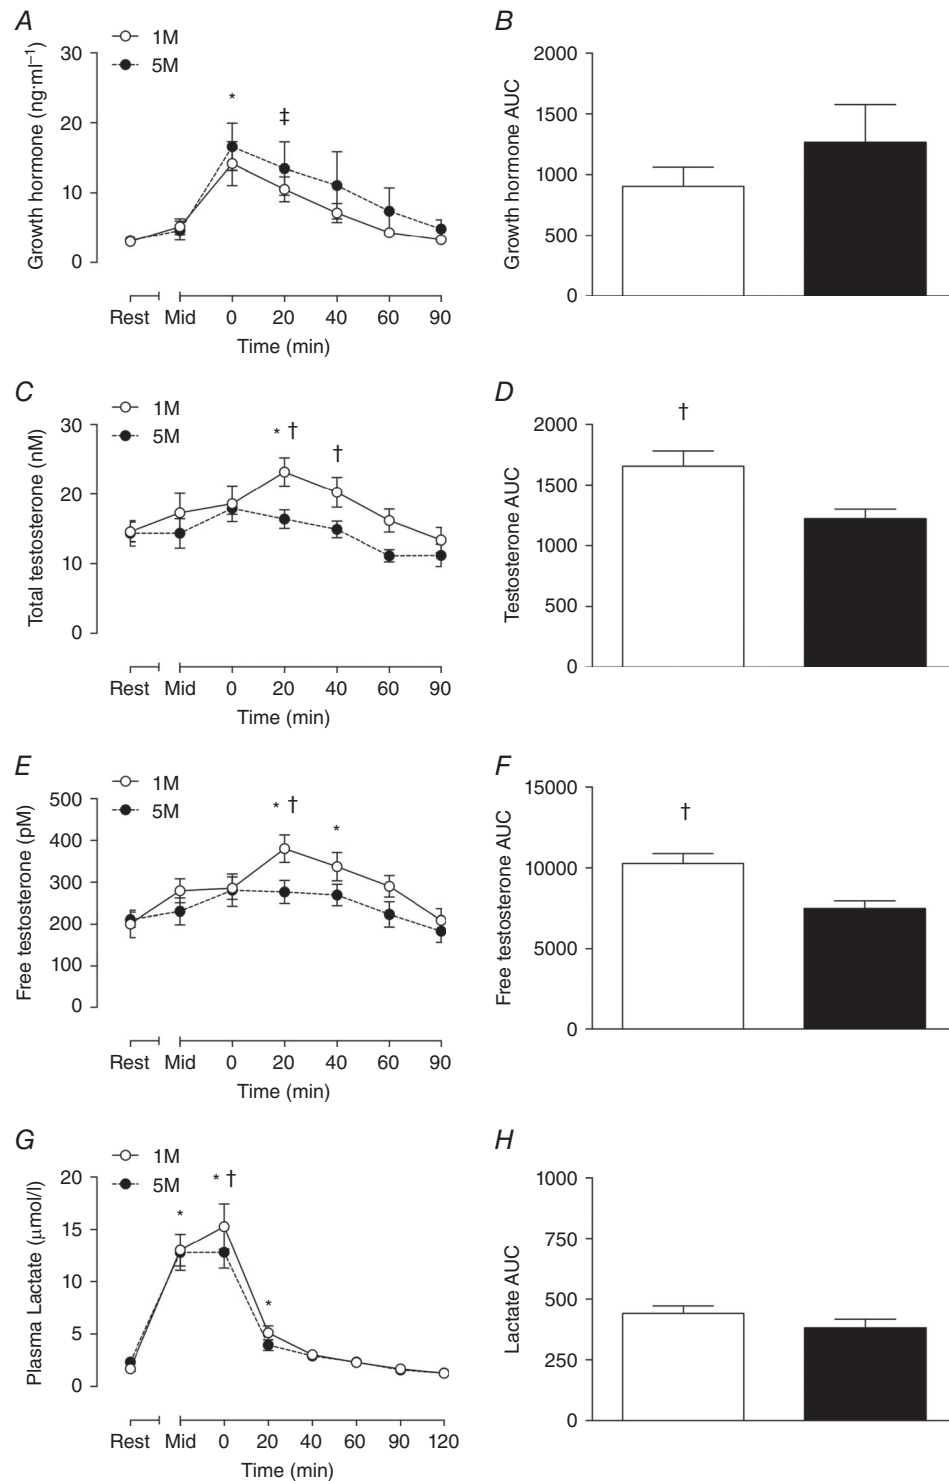 A
1M
5M
Growth hormone (ng·ml⁻¹)
30
20
10
0
*
‡
Rest Mid 0 20 40 60 90
Time (min)
B
Growth hormone AUC
2000
1500
1000
500
0
C
1M
5M
Total testosterone (nM)
30
20
10
0
* †
†
Rest Mid 0 20 40 60 90
Time (min)
D
Testosterone AUC
2000
1500
1000
500
0
†
E
1M
5M
Free testosterone (pM)
500
400
300
200
100
0
* †
*
Rest Mid 0 20 40 60 90
Time (min)
F
Free testosterone AUC
15000
10000
5000
0
†
G
1M
5M
Plasma Lactate (μmol/l)
20
15
10
5
0
*
* †
*
Rest Mid 0 20 40 60 90 120
Time (min)
H
Lactate AUC
1000
750
500
250
0